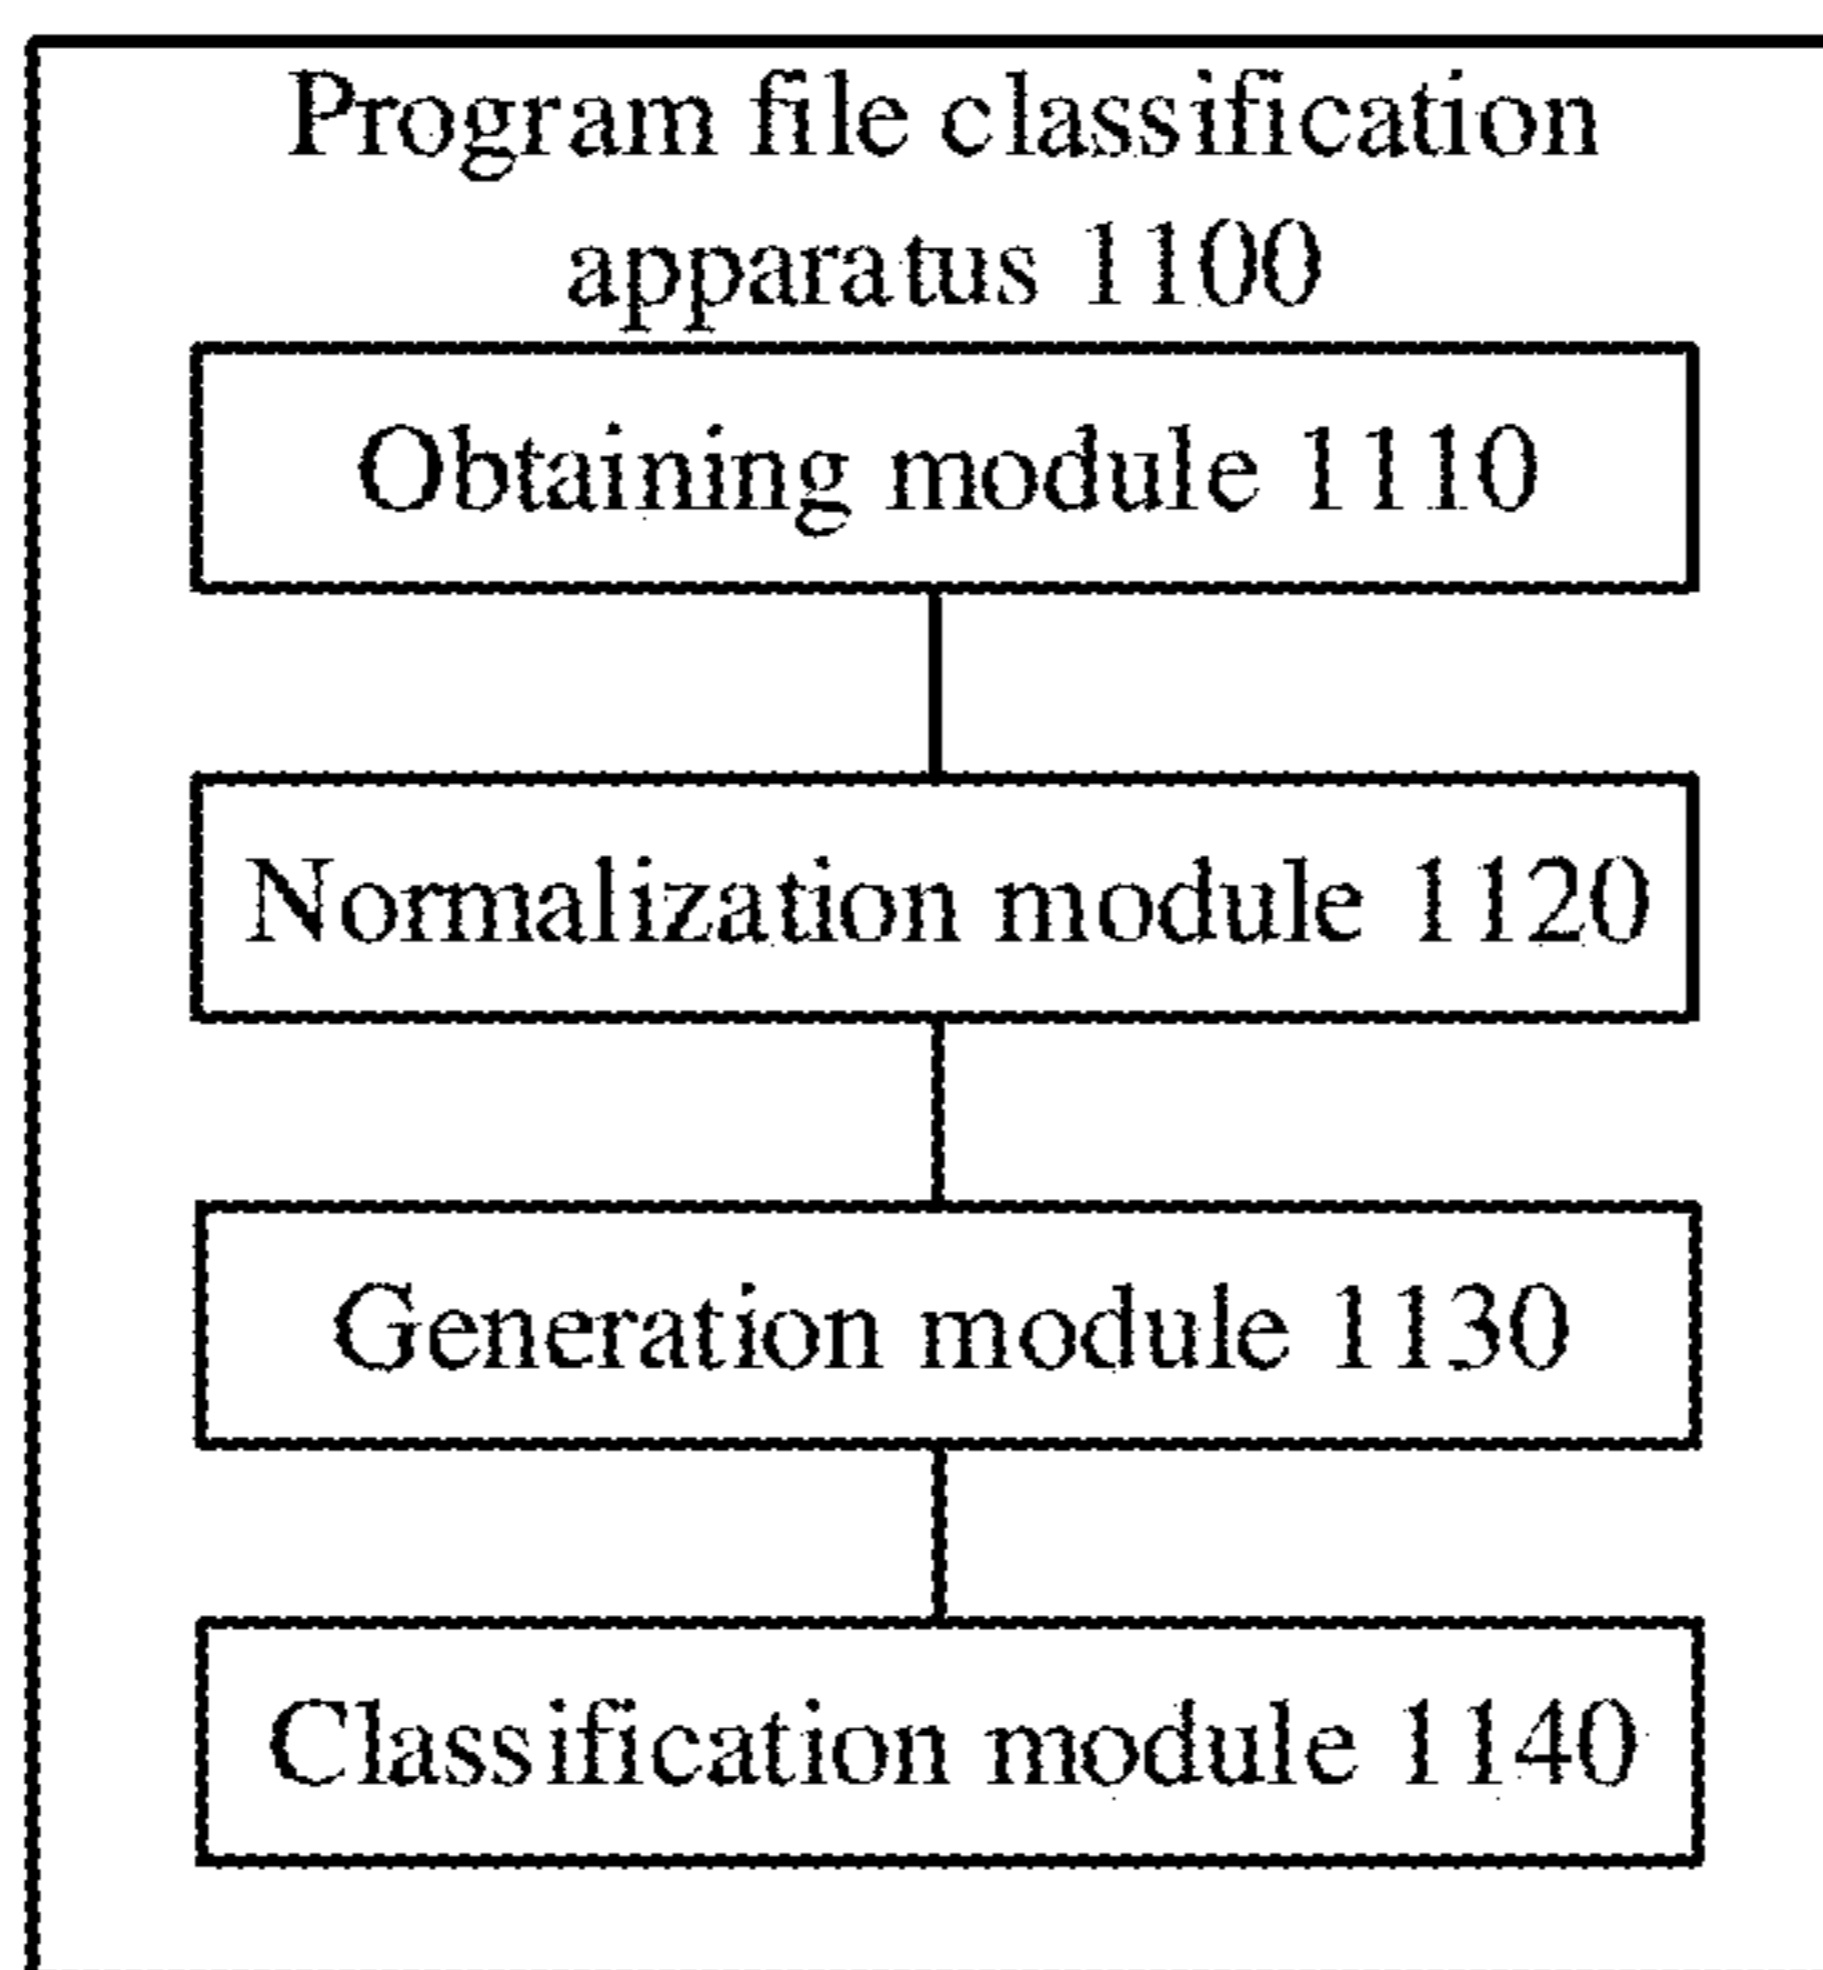 Program file classification
apparatus 1100
Obtaining module 1110
Normalization module 1120
Generation module 1130
Classification module 1140